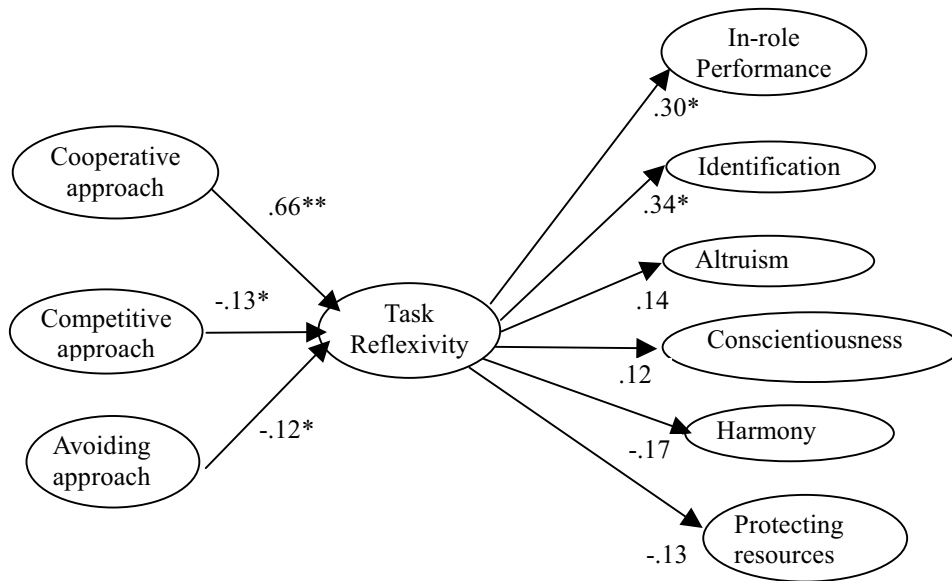 Cooperative
approach
.66**
Competitive
approach
-.13*
Avoiding
approach
-.12*
Task
Reflexivity
In-role
Performance
.30*
Identification
.34*
Altruism
.14
Conscientiousness
.12
Harmony
-.17
Protecting
resources
-.13